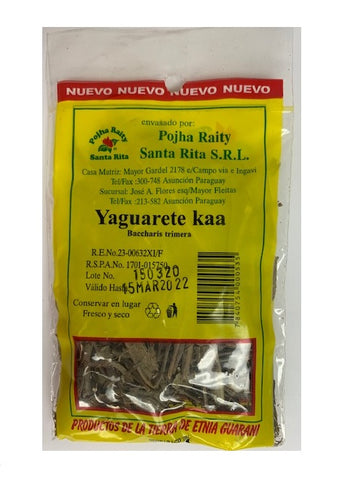 NUEVO NUEVO NUEVO NUEVO NUEVO
Pojha Raity
Santa Rita
envasado por:
Pojha Raity
Santa Rita S.R.L.
Casa Matriz: Mayor Gardel 2178 c/Campo via e Ingavi
Tel/Fax :300-748 Asunción Paraguay
Sucursal: José A. Flores esq/Mayor Fleitas
Tel/Fax :213-582 Asunción Paraguay
Yaguarete kaa
Baccharis trimera
R.E.No.23-00632XI/F
R.S.P.A.No. 1701-015750
Lote No. 150320
Válido Hasta 15MAR2022
Conservar en lugar
Fresco y seco
PRODUCTOS DE LA TIERRA DE ETNIA GUARANI